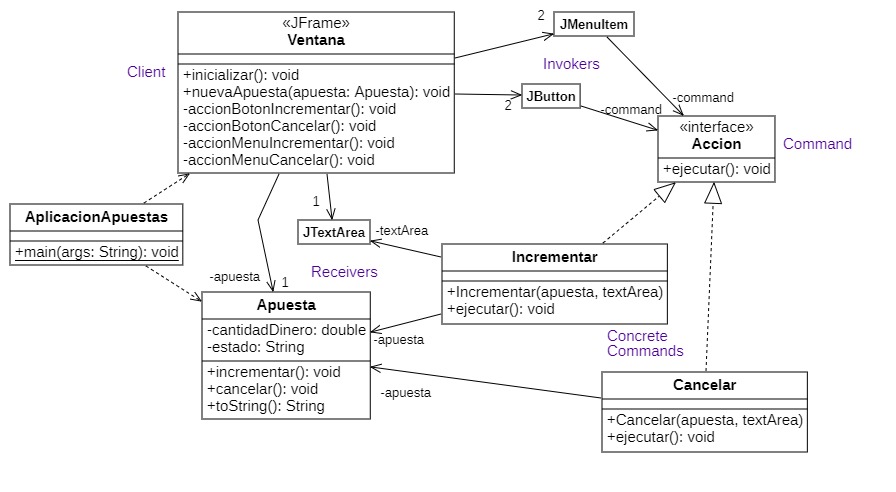 «JFrame»
Ventana
+inicializar(): void
+nuevaApuesta(apuesta: Apuesta): void
-accionBotonIncrementar(): void
-accionBotonCancelar(): void
-accionMenuIncrementar(): void
-accionMenuCancelar(): void
Client
2
JMenuItem
Invokers
2
JButton
-command
-command
«interface»
Accion
+ejecutar(): void
Command
AplicacionApuestas
+main(args: String): void
1
JTextArea
-textArea
Receivers
-apuesta
1
Apuesta
-cantidadDinero: double
-estado: String
+incrementar(): void
+cancelar(): void
+toString(): String
Incrementar
+Incrementar(apuesta, textArea)
+ejecutar(): void
-apuesta
Concrete
Commands
-apuesta
Cancelar
+Cancelar(apuesta, textArea)
+ejecutar(): void